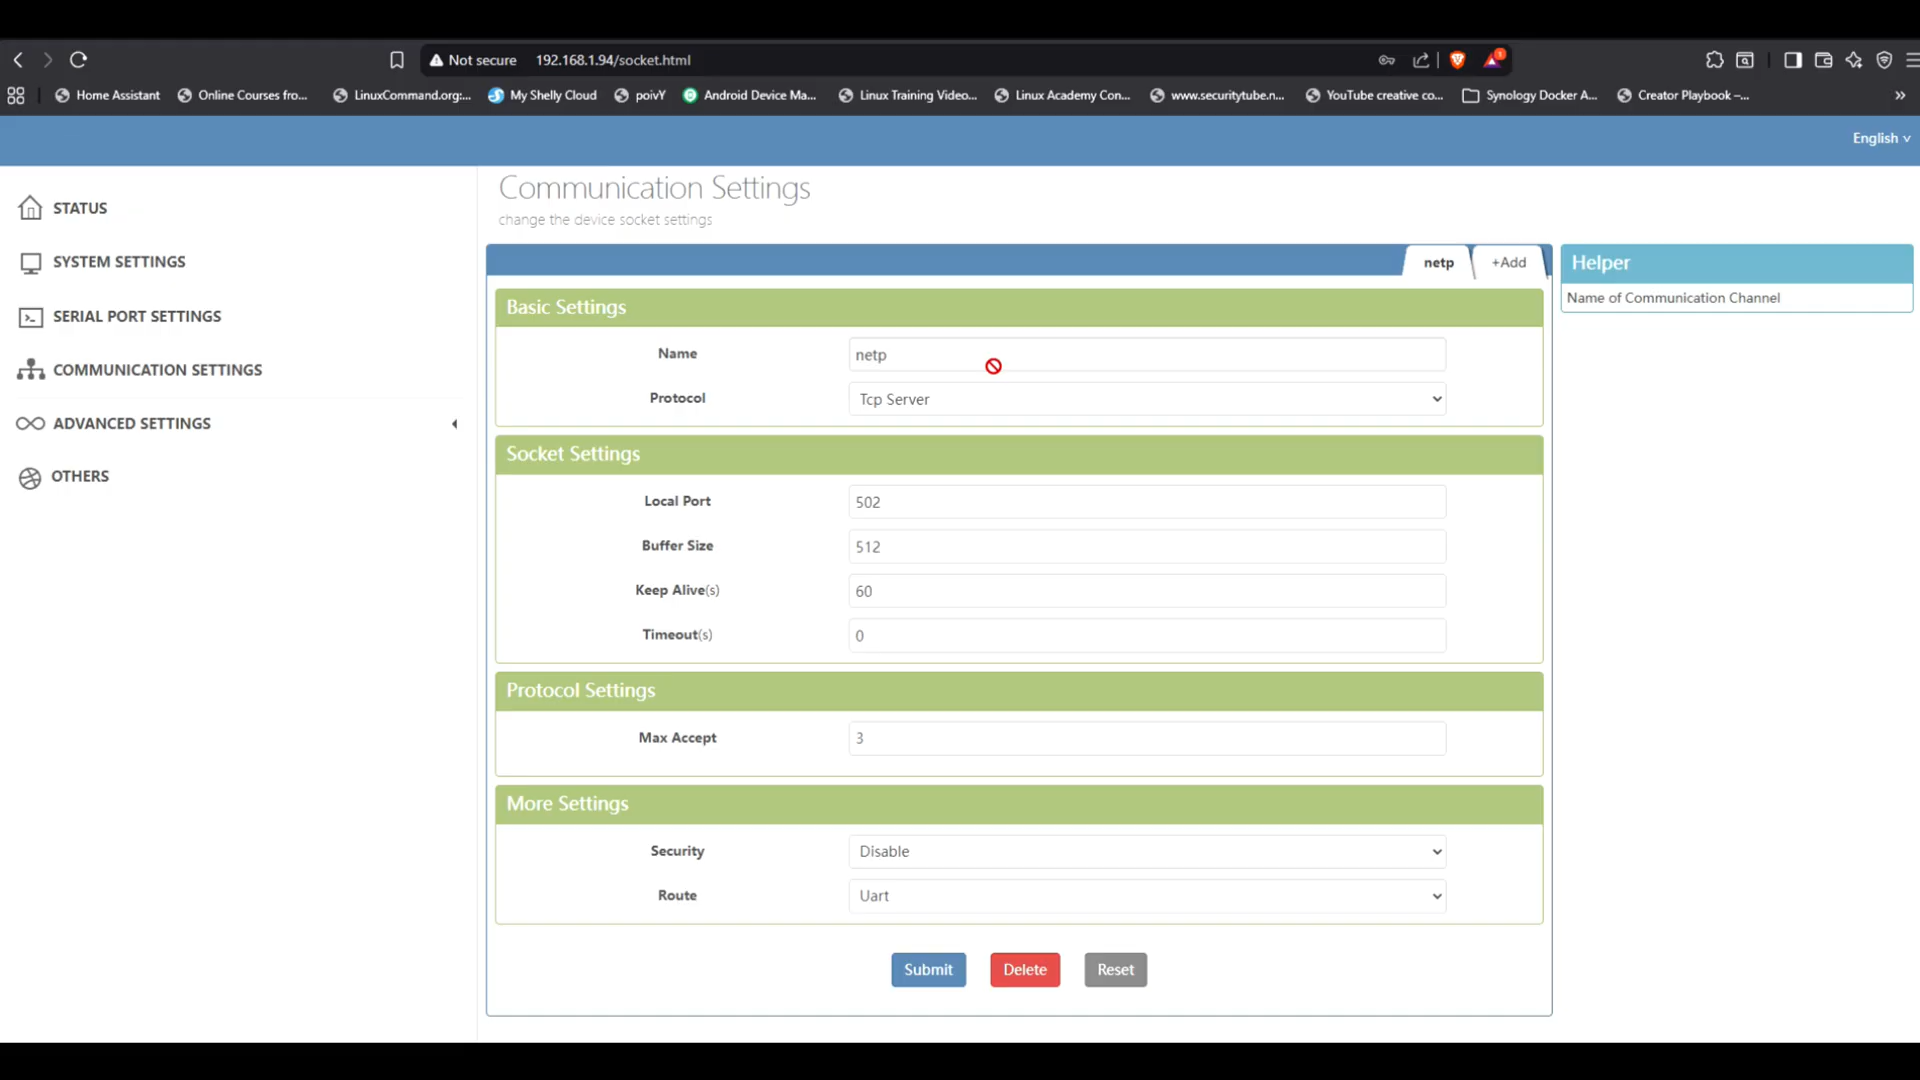 Not secure 192.168.1.94/socket.html
Home Assistant Online Courses fro... LinuxCommand.org:... My Shelly Cloud poivY Android Device Ma... Linux Training Video... Linux Academy Con... www.securitytube.n... YouTube creative co... Synology Docker A... Creator Playbook –... »
English
Communication Settings
change the device socket settings
STATUS
SYSTEM SETTINGS
SERIAL PORT SETTINGS
COMMUNICATION SETTINGS
ADVANCED SETTINGS
OTHERS
netp +Add
Basic Settings
Name netp
Protocol Tcp Server
Socket Settings
Local Port 502
Buffer Size 512
Keep Alive(s) 60
Timeout(s) 0
Protocol Settings
Max Accept 3
More Settings
Security Disable
Route Uart
Submit Delete Reset
Helper
Name of Communication Channel